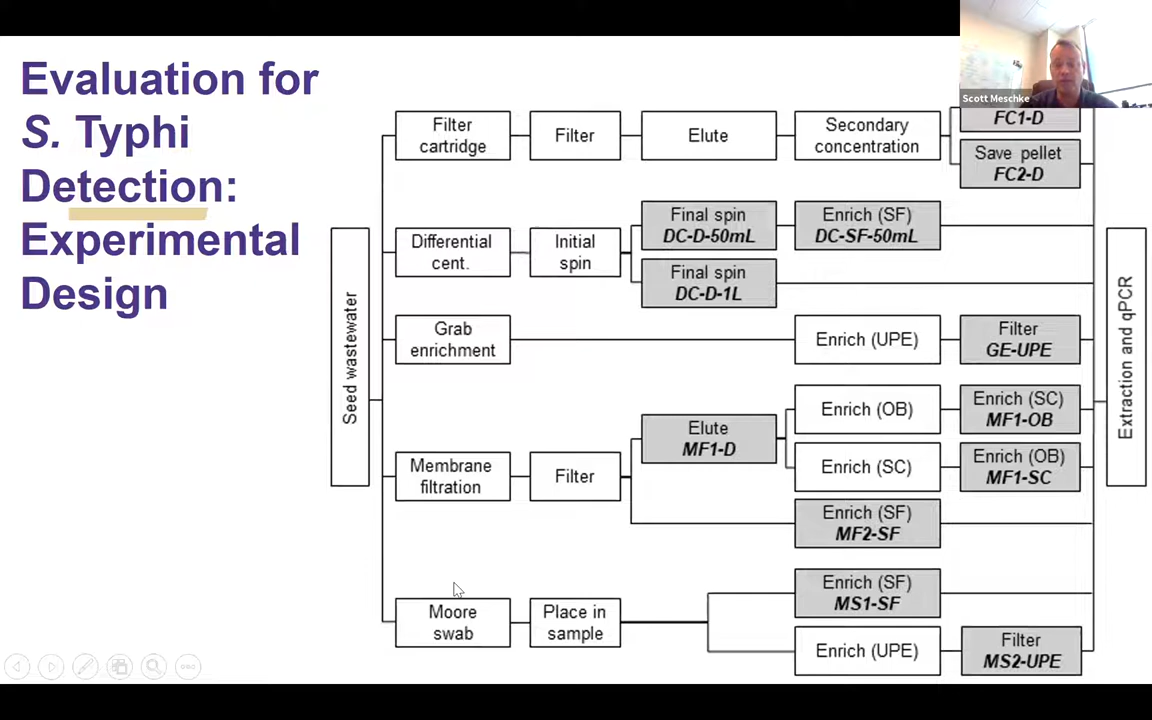 Evaluation for
S. Typhi
Detection:
Experimental
Design
Scott Meschke
Seed wastewater
Filter
cartridge
Filter
Elute
Secondary
concentration
FC1-D
Save pellet
FC2-D
Differential
cent.
Initial
spin
Final spin
DC-D-50mL
Enrich (SF)
DC-SF-50mL
Final spin
DC-D-1L
Grab
enrichment
Enrich (UPE)
Filter
GE-UPE
Membrane
filtration
Filter
Elute
MF1-D
Enrich (OB)
Enrich (SC)
MF1-OB
Enrich (SC)
Enrich (OB)
MF1-SC
Enrich (SF)
MF2-SF
Moore
swab
Place in
sample
Enrich (SF)
MS1-SF
Enrich (UPE)
Filter
MS2-UPE
Extraction and qPCR